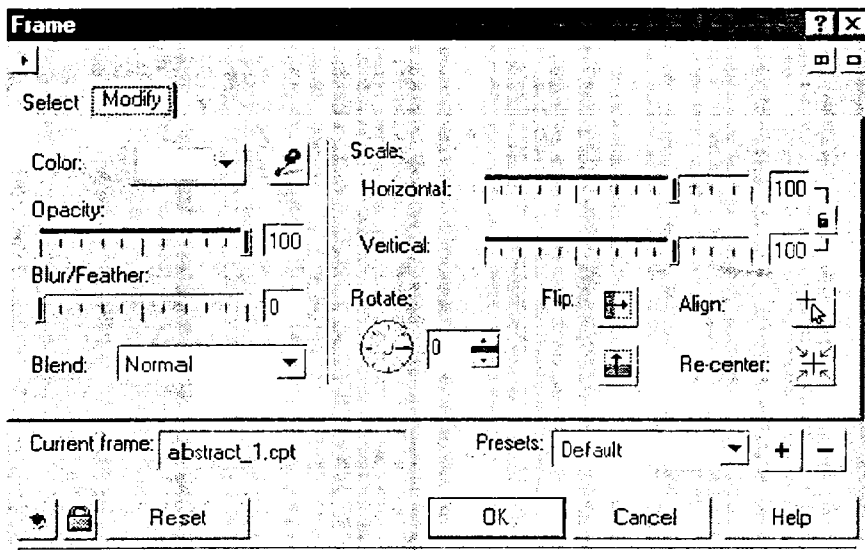 Frame
Select Modify
Color:
Opacity:
100
Blur/Feather:
0
Blend: Normal
Scale:
Horizontal: 100
Vertical: 100
Rotate:
0
Flip:
Align:
Re-center:
Current frame: abstract_1.cpt
Presets: Default
Reset
OK
Cancel
Help